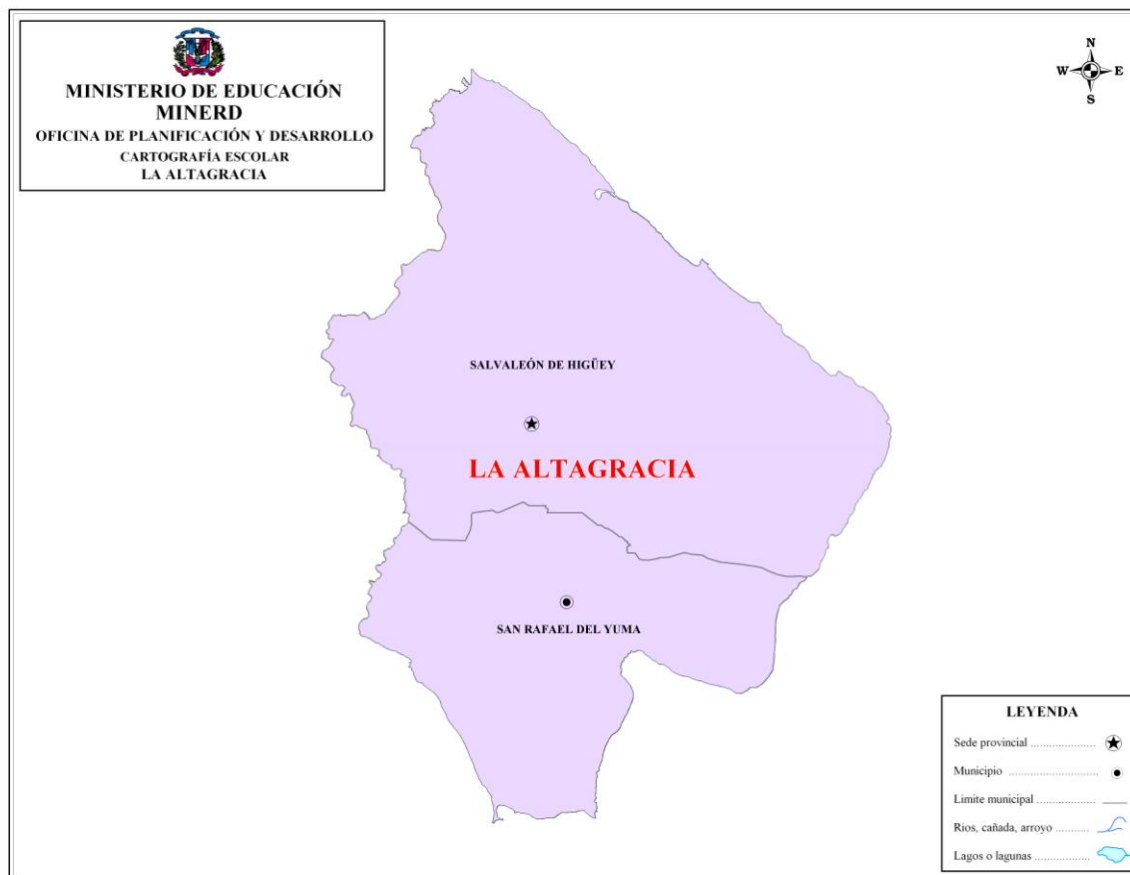 MINISTERIO DE EDUCACIÓN
MINERD
OFICINA DE PLANIFICACIÓN Y DESARROLLO
CARTOGRAFÍA ESCOLAR
LA ALTAGRACIA
N
W E
S
SALVALEÓN DE HIGÜEY
LA ALTAGRACIA
SAN RAFAEL DEL YUMA
LEYENDA
Sede provincial .....................
Municipio .............................
Limite municipal ....................
Rios, cañada, arroyo ...........
Lagos o lagunas ..................